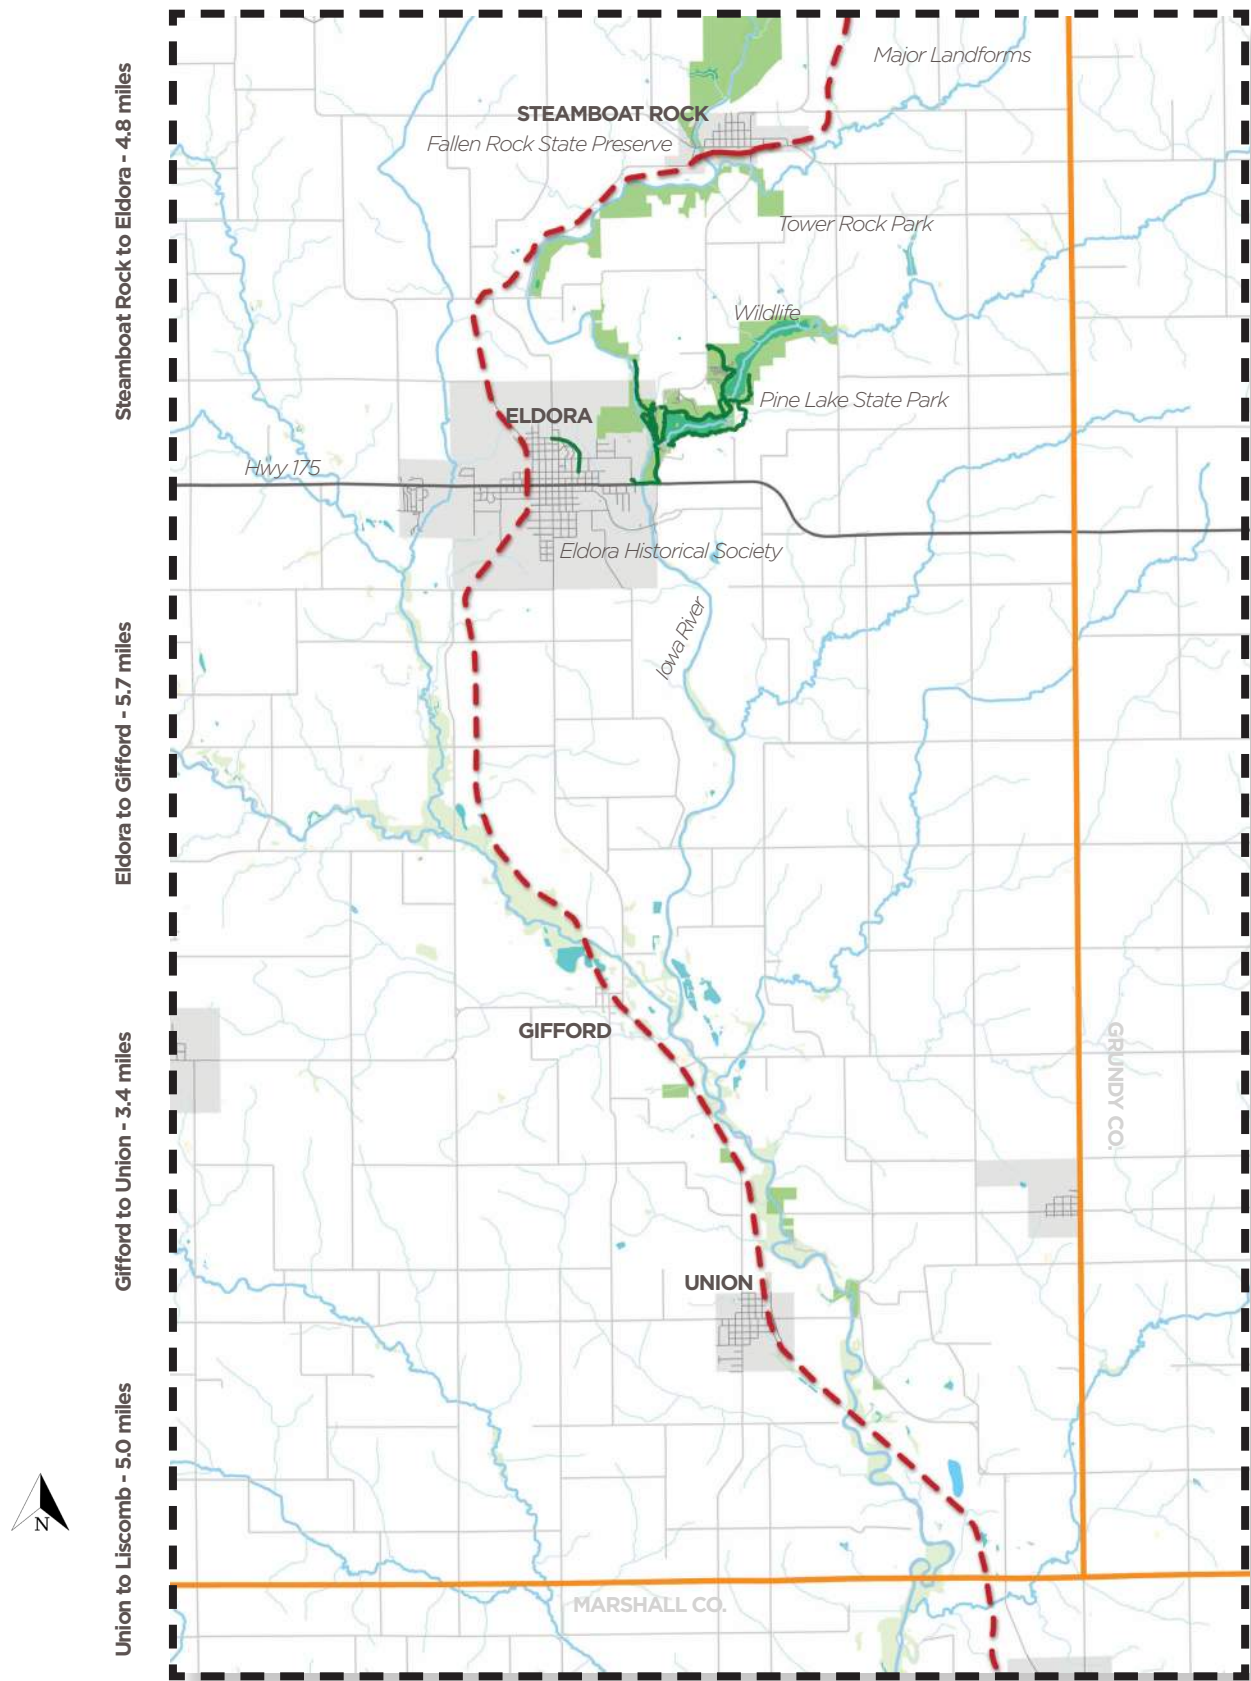 Major Landforms
STEAMBOAT ROCK
Fallen Rock State Preserve
Tower Rock Park
Wildlife
Pine Lake State Park
ELDORA
Hwy 175
Eldora Historical Society
Iowa River
GIFFORD
GRUNDY CO.
UNION
MARSHALL CO.
Steamboat Rock to Eldora - 4.8 miles
Eldora to Gifford - 5.7 miles
Gifford to Union - 3.4 miles
Union to Liscomb - 5.0 miles
N